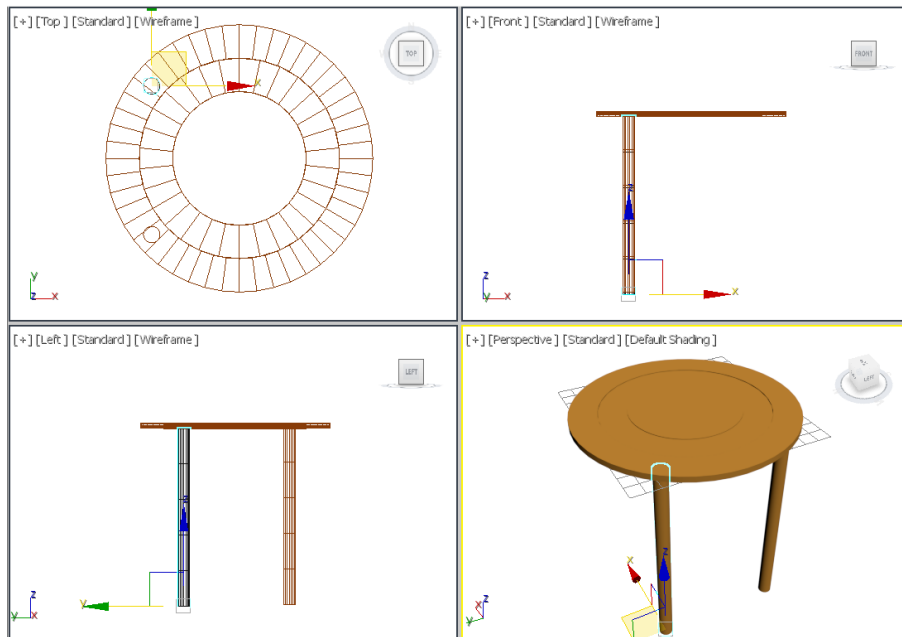 [+] [Top] [Standard] [Wireframe]
TOP
x
y
z x
[+] [Front] [Standard] [Wireframe]
FRONT
z
x
z
y x
[+] [Left] [Standard] [Wireframe]
LEFT
z
y
z
y x
[+] [Perspective] [Standard] [Default Shading]
LEFT
x
z
z
x
y